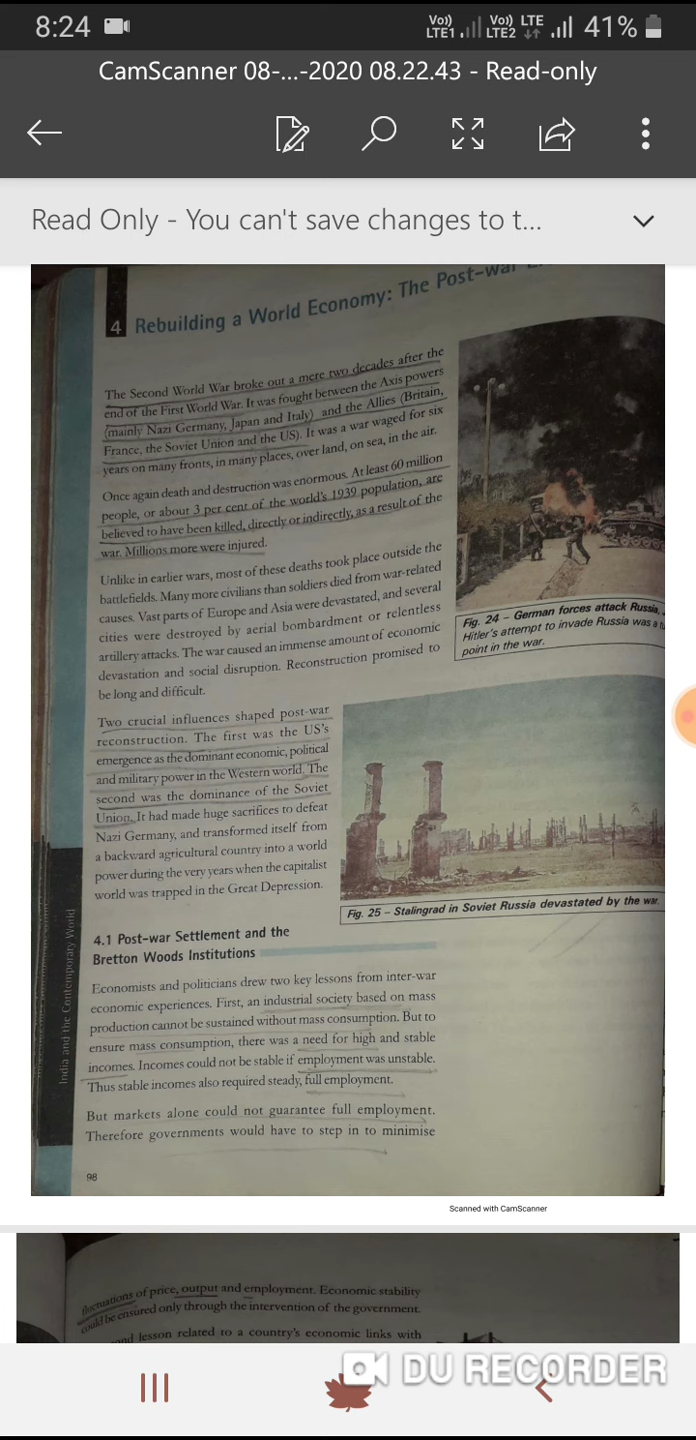 8:24
Vo)) LTE1 Vo)) LTE2 LTE 41%
CamScanner 08-...-2020 08.22.43 - Read-only
Read Only - You can't save changes to t...
4 Rebuilding a World Economy: The Post-war
The Second World War broke out a mere two decades after the
end of the First World War. It was fought between the Axis powers
(mainly Nazi Germany, Japan and Italy) and the Allies (Britain,
France, the Soviet Union and the US). It was a war waged for six
years on many fronts, in many places, over land, on sea, in the air.
Once again death and destruction was enormous. At least 60 million
people, or about 3 per cent of the world's 1939 population, are
believed to have been killed, directly or indirectly, as a result of the
war. Millions more were injured.
Unlike in earlier wars, most of these deaths took place outside the
battlefields. Many more civilians than soldiers died from war-related
causes. Vast parts of Europe and Asia were devastated, and several
cities were destroyed by aerial bombardment or relentless
artillery attacks. The war caused an immense amount of economic
devastation and social disruption. Reconstruction promised to
be long and difficult.
Fig. 24 – German forces attack Russia,
Hitler's attempt to invade Russia was a
point in the war.
Two crucial influences shaped post-war
reconstruction. The first was the US's
emergence as the dominant economic, political
and military power in the Western world. The
second was the dominance of the Soviet
Union. It had made huge sacrifices to defeat
Nazi Germany, and transformed itself from
a backward agricultural country into a world
power during the very years when the capitalist
world was trapped in the Great Depression.
Fig. 25 – Stalingrad in Soviet Russia devastated by the war.
4.1 Post-war Settlement and the
Bretton Woods Institutions
Economists and politicians drew two key lessons from inter-war
economic experiences. First, an industrial society based on mass
production cannot be sustained without mass consumption. But to
ensure mass consumption, there was a need for high and stable
incomes. Incomes could not be stable if employment was unstable.
Thus stable incomes also required steady, full employment.
But markets alone could not guarantee full employment.
Therefore governments would have to step in to minimise
India and the Contemporary World
98
Scanned with CamScanner
fluctuations of price, output and employment. Economic stability
could be ensured only through the intervention of the government.
lesson related to a country's economic links with
DU RECORDER